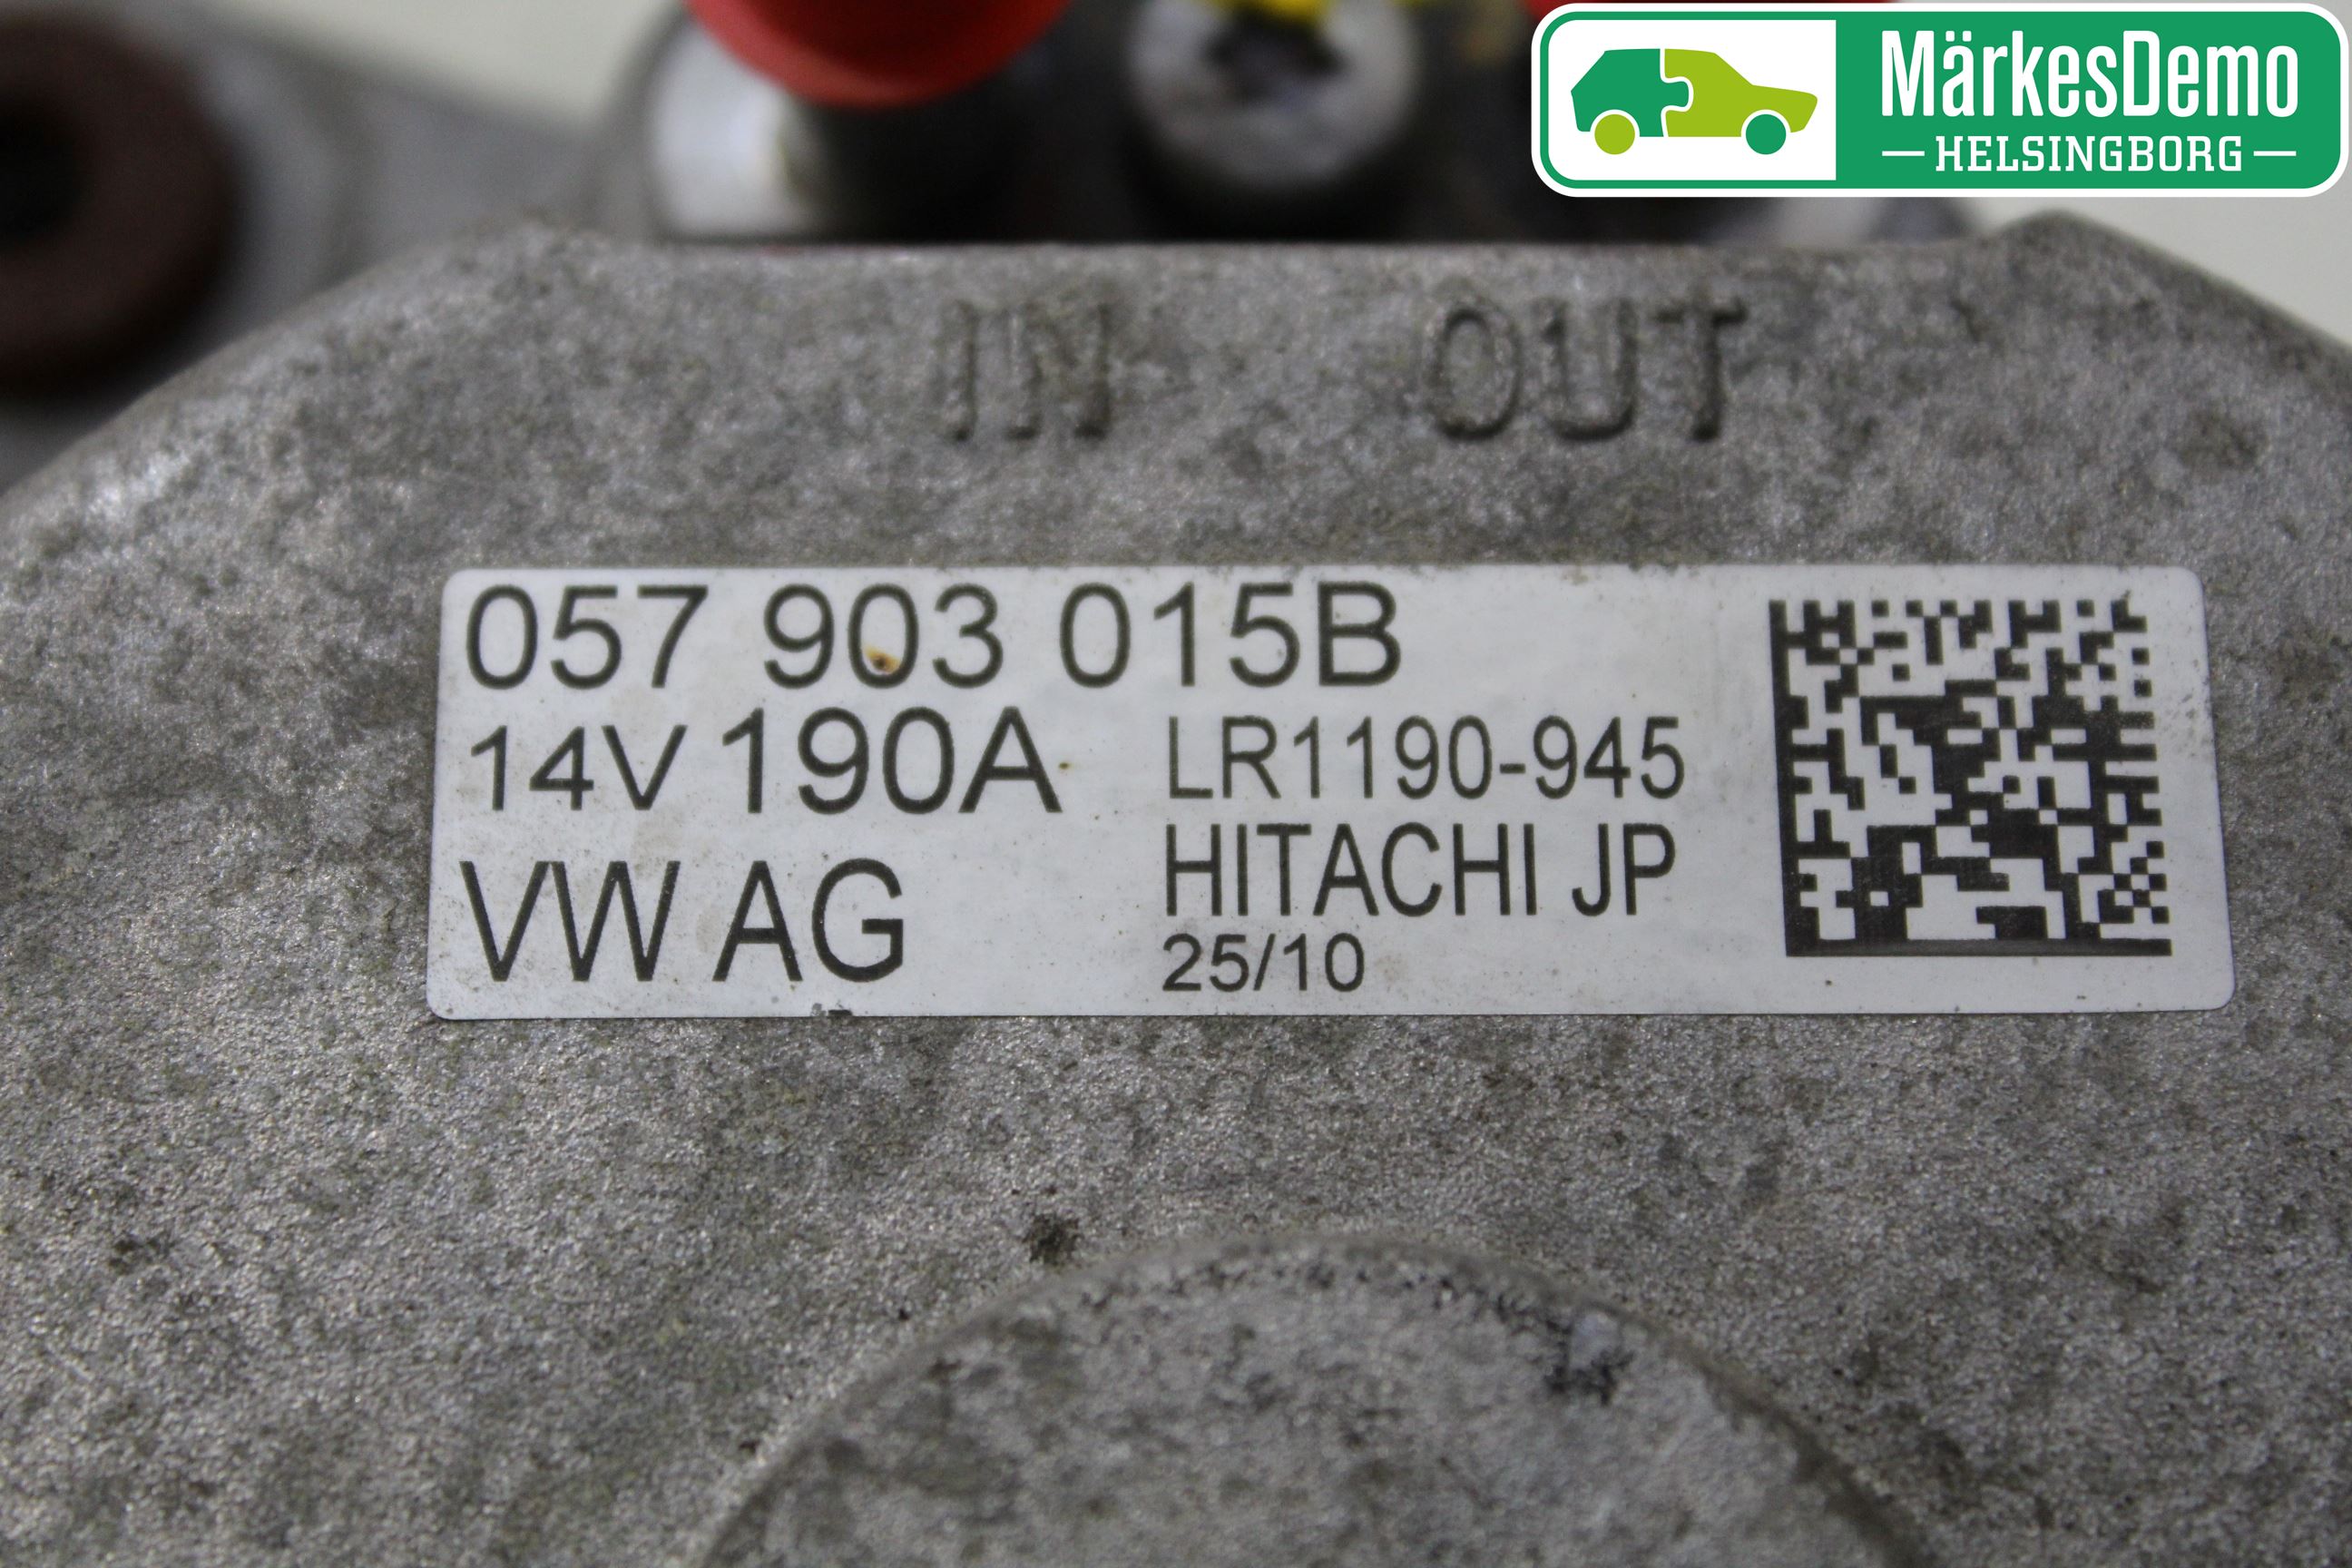 MärkesDemo
HELSINGBORG
IN OUT
057 903 015B
14V 190A LR1190-945
VW AG HITACHI JP
25/10